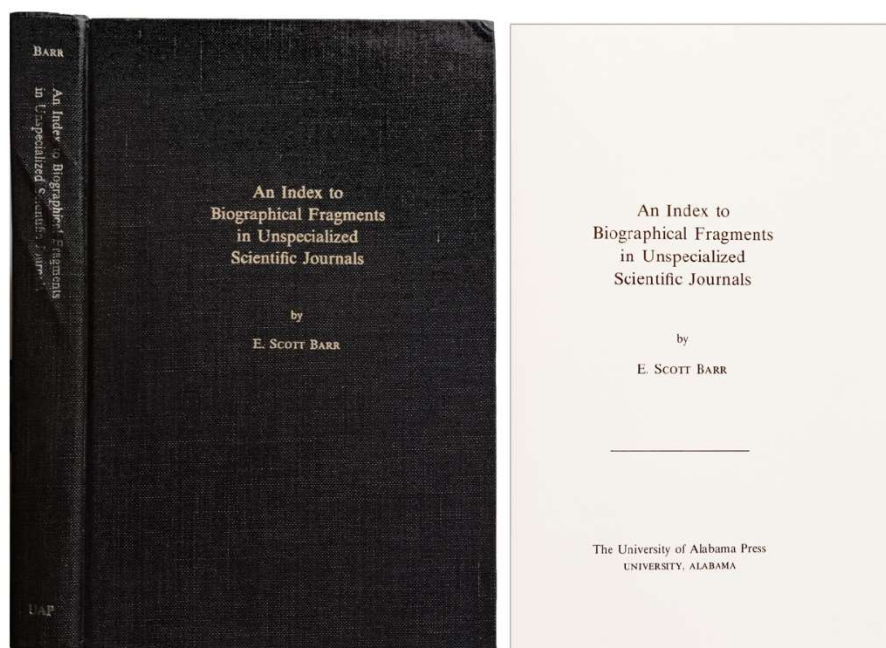 BARR
An Index to Biographical Fragments
in Unspecialized Scientific Journals
UAP
An Index to
Biographical Fragments
in Unspecialized
Scientific Journals
by
E. SCOTT BARR
An Index to
Biographical Fragments
in Unspecialized
Scientific Journals
by
E. SCOTT BARR
The University of Alabama Press
UNIVERSITY, ALABAMA